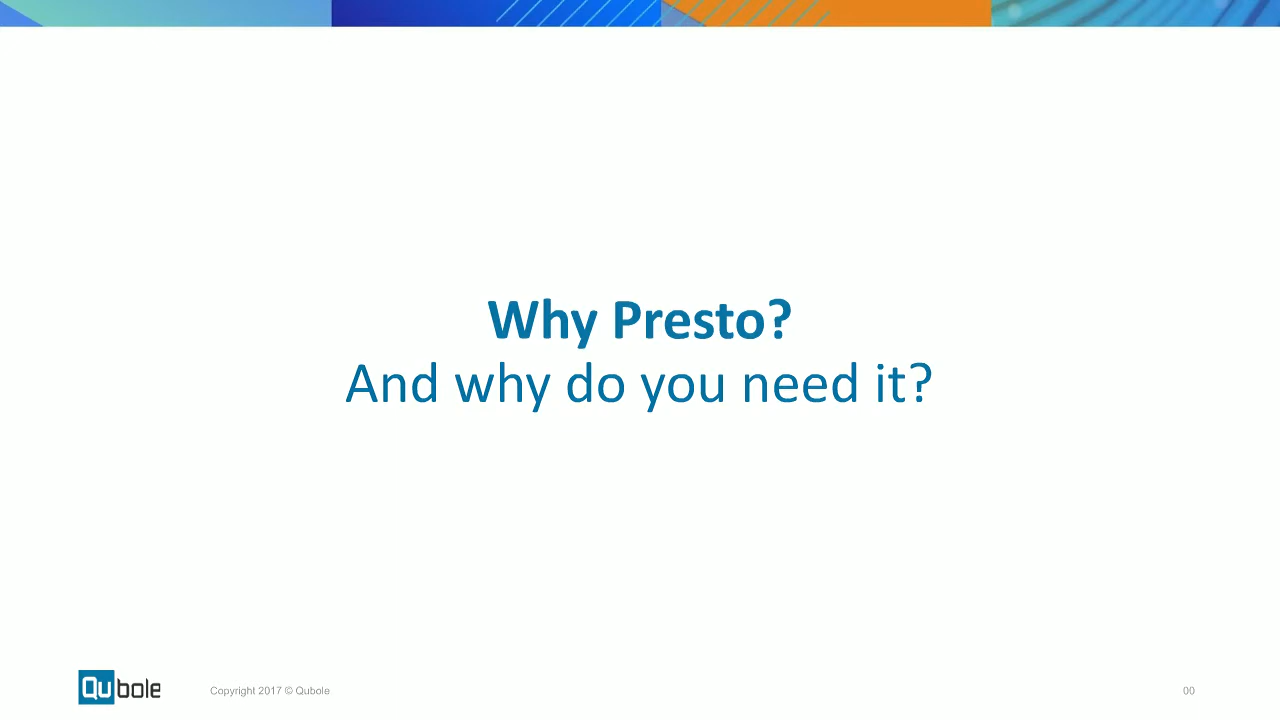 Why Presto?
And why do you need it?
Qubole
Copyright 2017 © Qubole
00